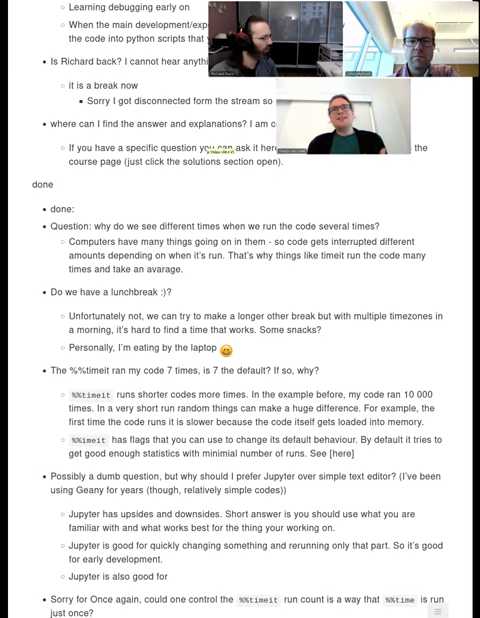 Learning debugging early on
When the main development/exp
the code into python scripts that
Is Richard back? I cannot hear anythi
it is a break now
Sorry I got disconnected form the stream so
where can I find the answer and explanations? I am c
If you have a specific question you can ask it here
the
course page (just click the solutions section open).
done
done:
Question: why do we see different times when we run the code several times?
Computers have many things going on in them - so code gets interrupted different
amounts depending on when it's run. That's why things like timeit run the code many
times and take an avarage.
Do we have a lunchbreak :)?
Unfortunately not, we can try to make a longer other break but with multiple timezones in
a morning, it's hard to find a time that works. Some snacks?
Personally, I'm eating by the laptop
The %%timeit ran my code 7 times, is 7 the default? If so, why?
%%timeit runs shorter codes more times. In the example before, my code ran 10 000
times. In a very short run random things can make a huge difference. For example, the
first time the code runs it is slower because the code itself gets loaded into memory.
%%imeit has flags that you can use to change its default behaviour. By default it tries to
get good enough statistics with minimial number of runs. See [here]
Possibly a dumb question, but why should I prefer Jupyter over simple text editor? (I've been
using Geany for years (though, relatively simple codes))
Jupyter has upsides and downsides. Short answer is you should use what you are
familiar with and what works best for the thing your working on.
Jupyter is good for quickly changing something and rerunning only that part. So it's good
for early development.
Jupyter is also good for
Sorry for Once again, could one control the %%timeit run count is a way that %%time is run
just once?